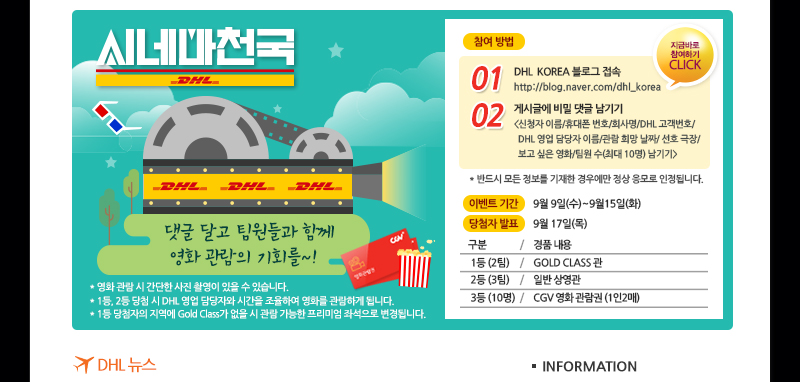 시네마천국
DHL
DHL DHL DHL
댓글 달고 팀원들과 함께
영화 관람의 기회를~!
CGV
영화관람권
* 영화 관람 시 간단한 사진 촬영이 있을 수 있습니다.
* 1등, 2등 당첨 시 DHL 영업 담당자와 시간을 조율하여 영화를 관람하게 됩니다.
* 1등 당첨자의 지역에 Gold Class가 없을 시 관람 가능한 프리미엄 좌석으로 변경됩니다.
참여 방법
지금바로
참여하기
CLICK
01 DHL KOREA 블로그 접속
http://blog.naver.com/dhl_korea
02 게시글에 비밀 댓글 남기기
<신청자 이름/휴대폰 번호/회사명/DHL 고객번호/
DHL 영업 담당자 이름/관람 희망 날짜/ 선호 극장/
보고 싶은 영화/팀원 수(최대 10명) 남기기>
* 반드시 모든 정보를 기재한 경우에만 정상 응모로 인정됩니다.
이벤트 기간 9월 9일(수)~9월15일(화)
당첨자 발표 9월 17일(목)
구분 / 경품 내용
1등 (2팀) / GOLD CLASS 관
2등 (3팀) / 일반 상영관
3등 (10명) / CGV 영화 관람권 (1인2매)
DHL 뉴스
INFORMATION